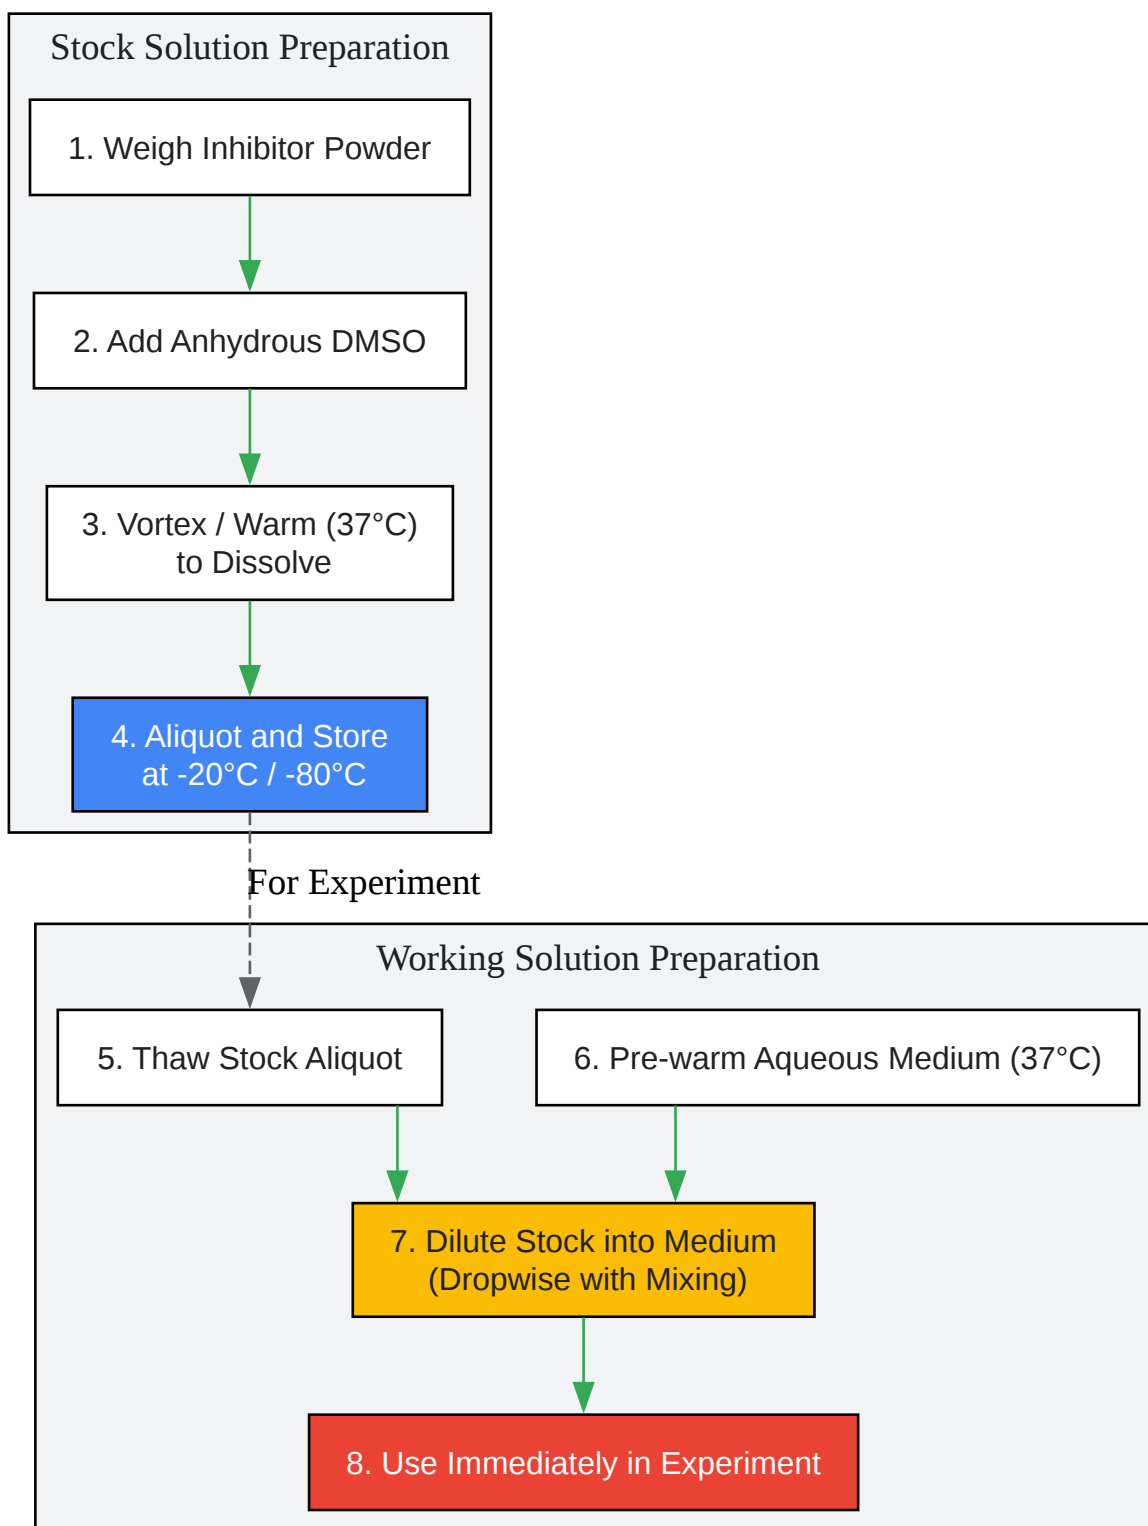 Stock Solution Preparation
1. Weigh Inhibitor Powder
2. Add Anhydrous DMSO
3. Vortex / Warm (37°C)
to Dissolve
4. Aliquot and Store
at -20°C / -80°C
For Experiment
Working Solution Preparation
5. Thaw Stock Aliquot
6. Pre-warm Aqueous Medium (37°C)
7. Dilute Stock into Medium
(Dropwise with Mixing)
8. Use Immediately in Experiment